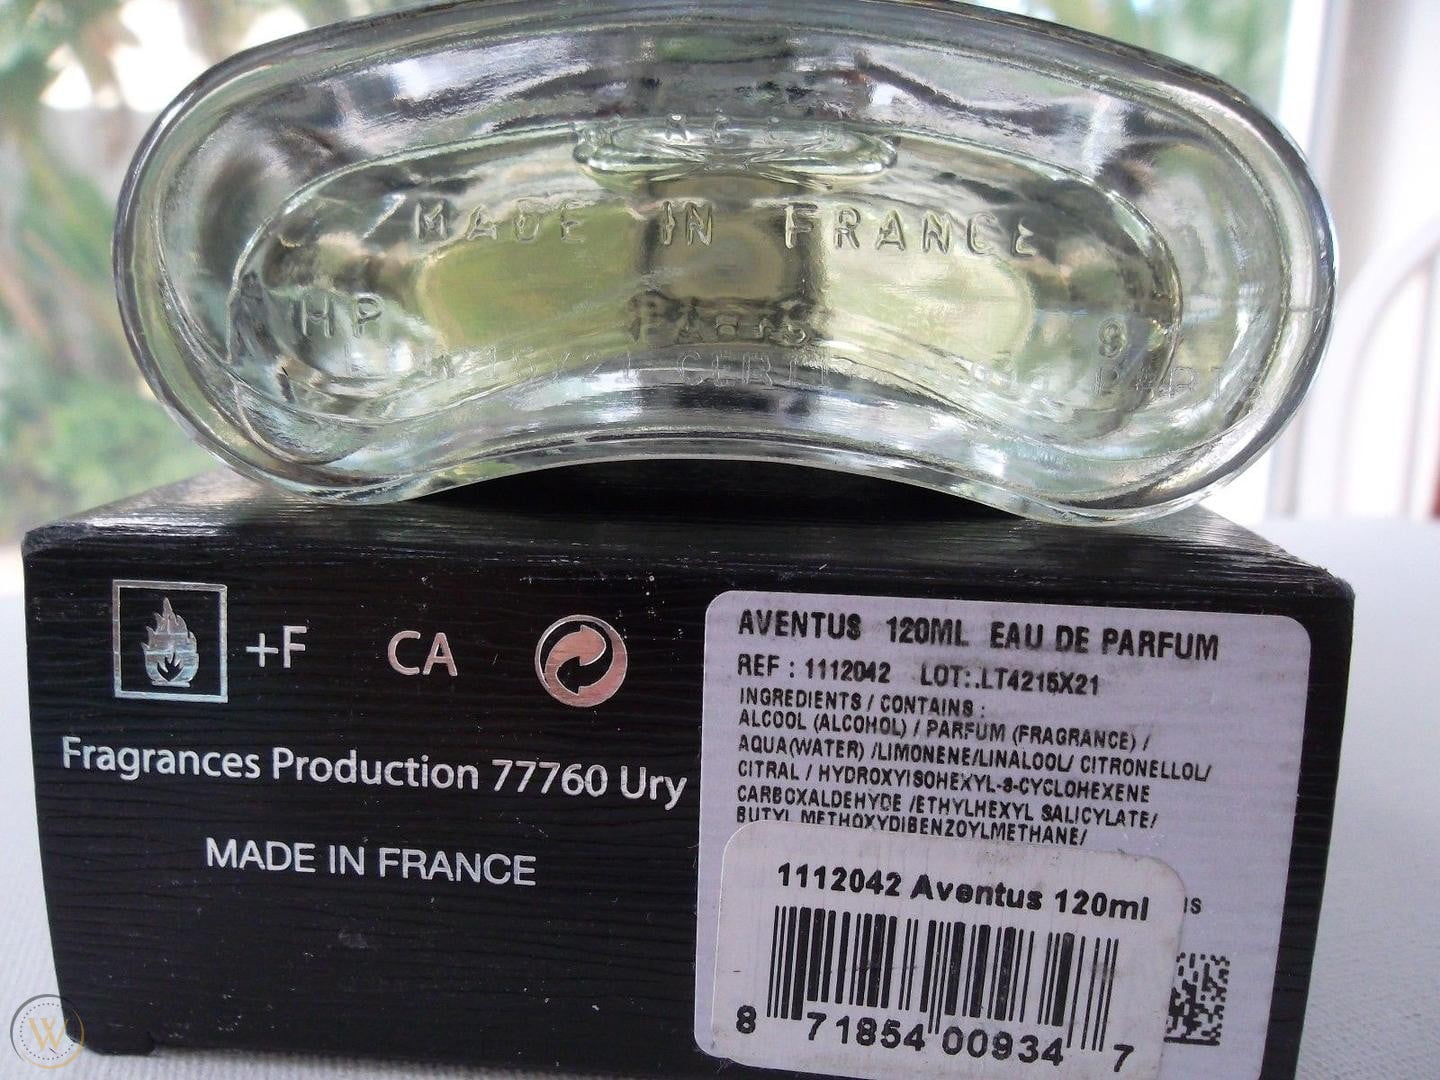 MADE IN FRANCE
HP
PARIS
+F CA
Fragrances Production 77760 Ury
MADE IN FRANCE
AVENTUS 120ML EAU DE PARFUM
REF : 1112042 LOT:.LT4215X21
INGREDIENTS / CONTAINS :
ALCOOL (ALCOHOL) / PARFUM (FRAGRANCE) /
AQUA(WATER) /LIMONENE/LINALOOL/ CITRONELLOL/
CITRAL / HYDROXYISOHEXYL-3-CYCLOHEXENE
CARBOXALDEHYDE /ETHYLHEXYL SALICYLATE/
BUTYL METHOXYDIBENZOYLMETHANE/
1112042 Aventus 120ml
8 71854 00934 7
W